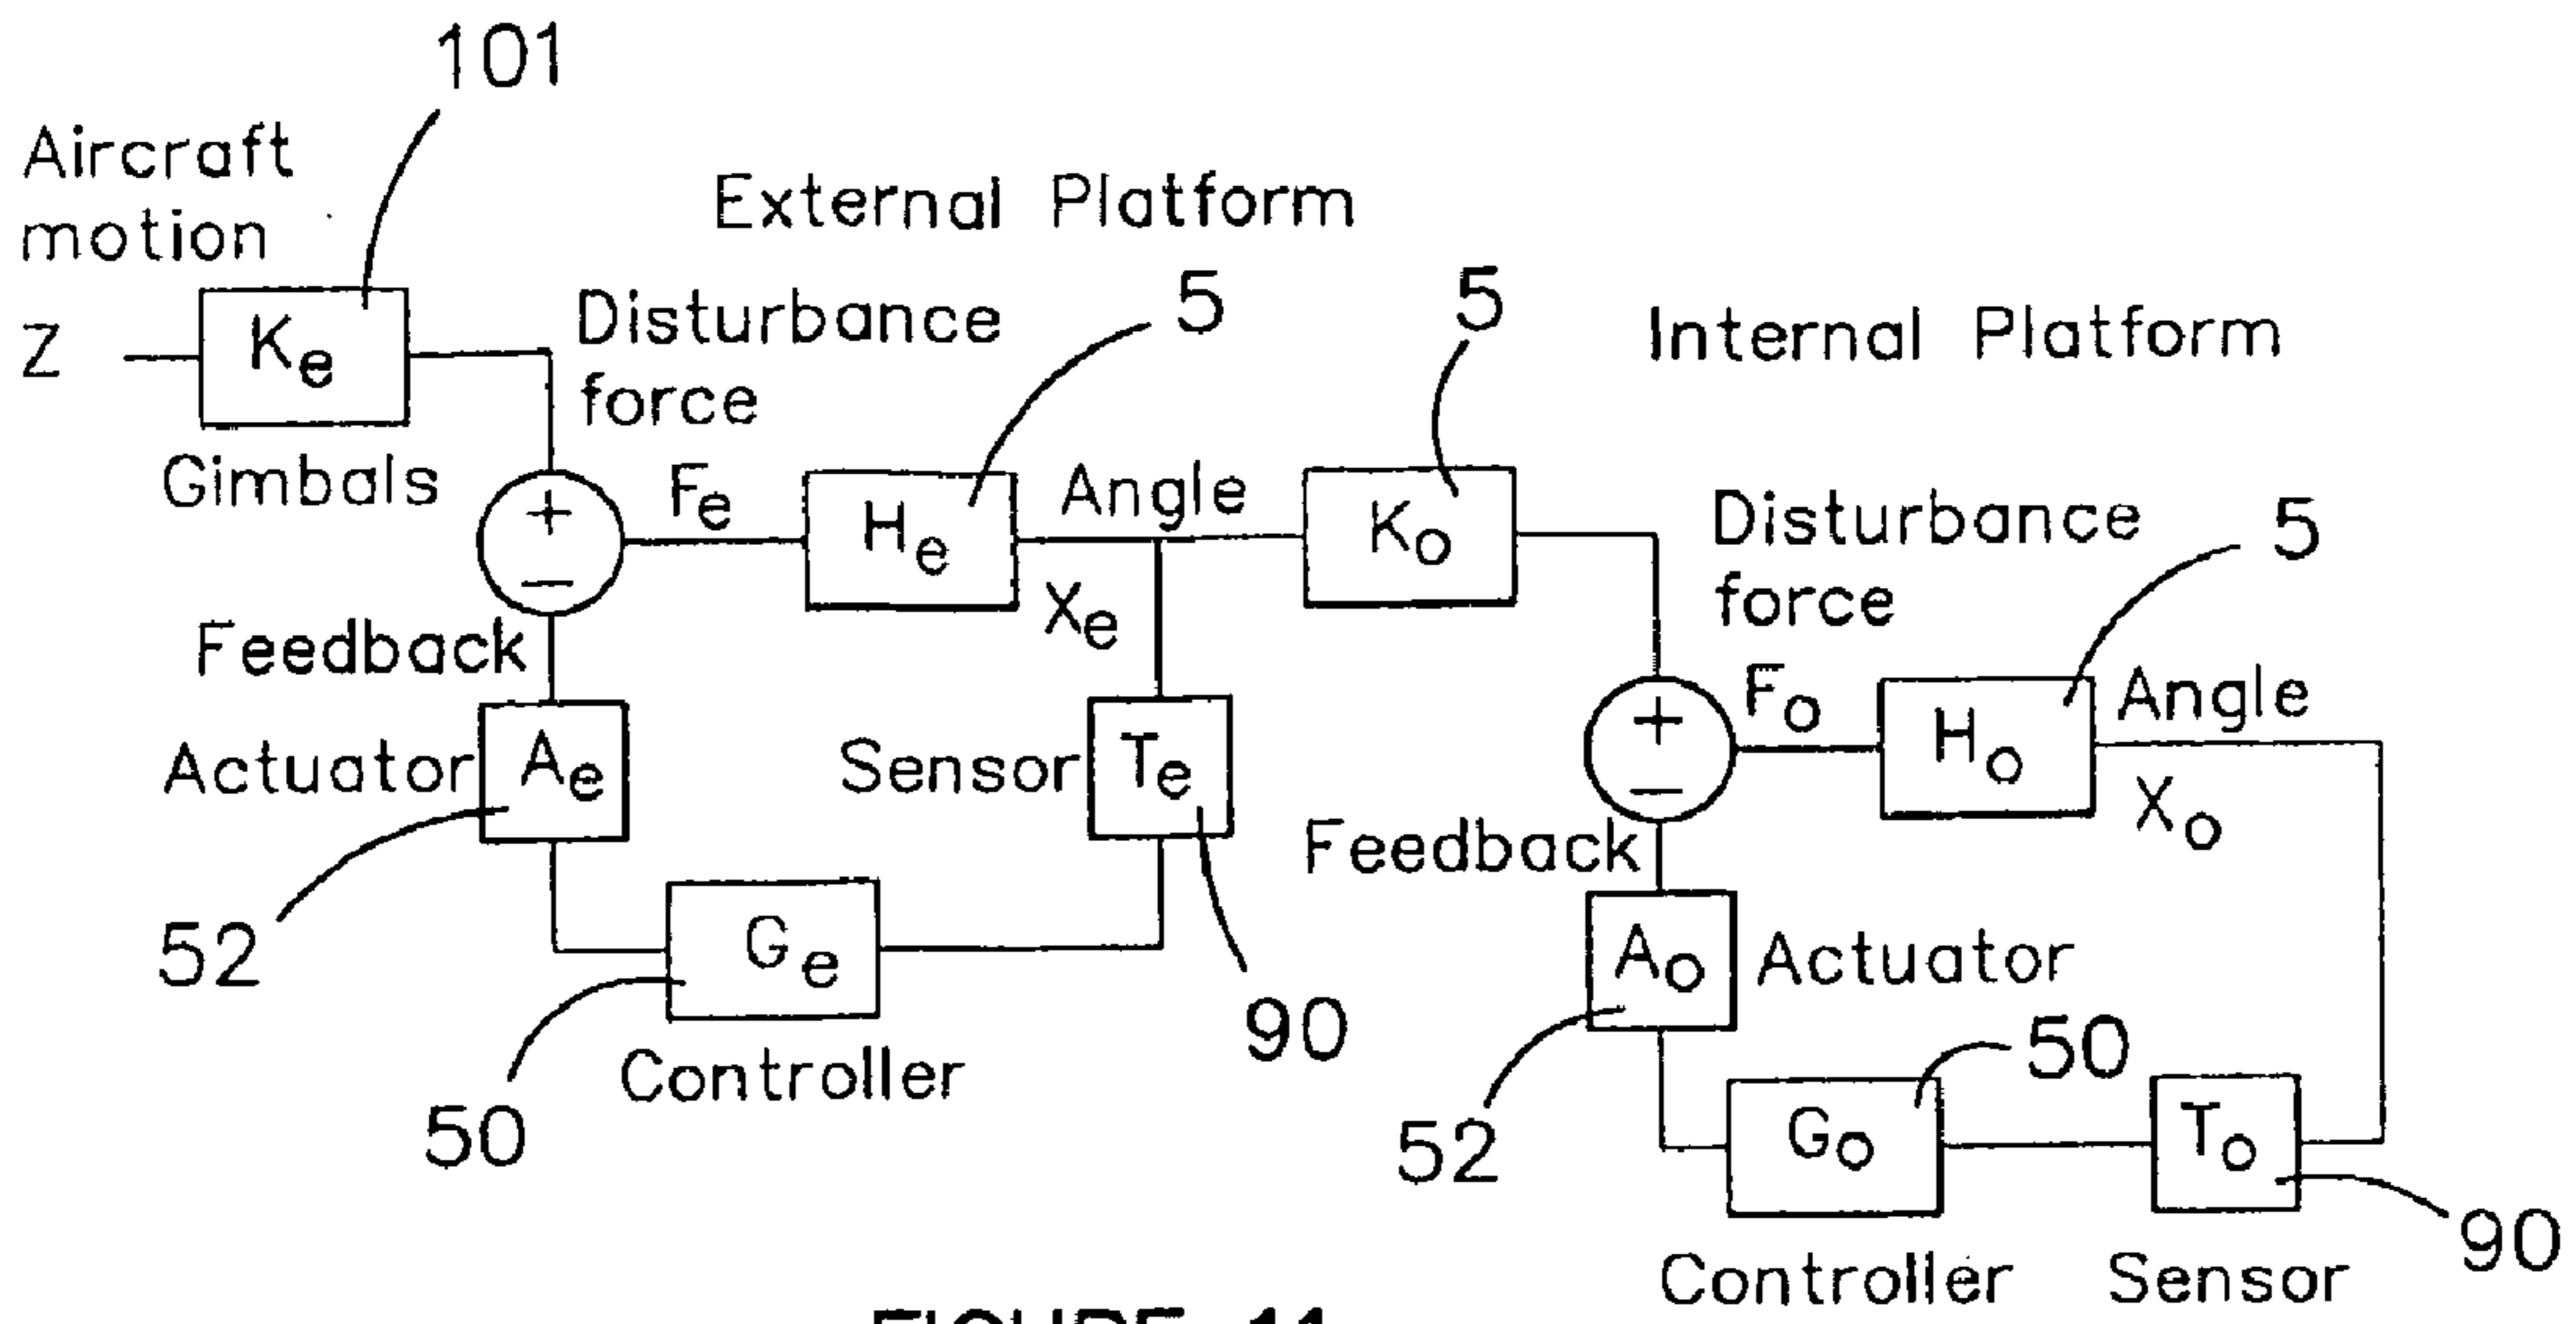 101
Aircraft
motion
External Platform
Z
Ke
Gimbals
Disturbance
force
5
5
Internal Platform
+
−
Fe
He
Angle
Xe
Ko
Disturbance
force
5
Feedback
Actuator
Ae
Sensor
Te
+
−
Fo
Ho
Angle
Xo
52
Ge
50
Controller
90
Feedback
Ao
Actuator
52
Go
50
Controller
To
Sensor
90
FIGURE 11